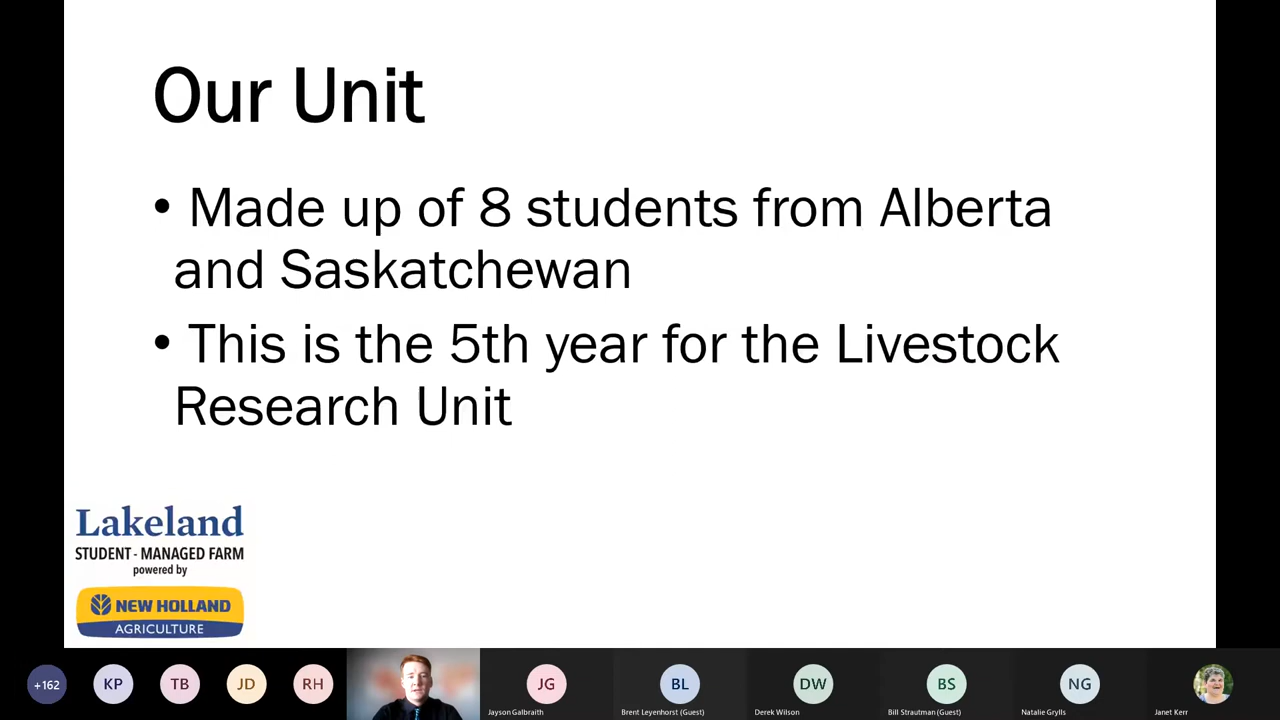 Our Unit
• Made up of 8 students from Alberta
and Saskatchewan
• This is the 5th year for the Livestock
Research Unit
Lakeland
STUDENT - MANAGED FARM
powered by
NEW HOLLAND
AGRICULTURE
+162
KP
TB
JD
RH
JG
BL
DW
BS
NG
Jayson Galbraith
Brent Leyenhorst (Guest)
Derek Wilson
Bill Strautman (Guest)
Natalie Grylls
Janet Kerr